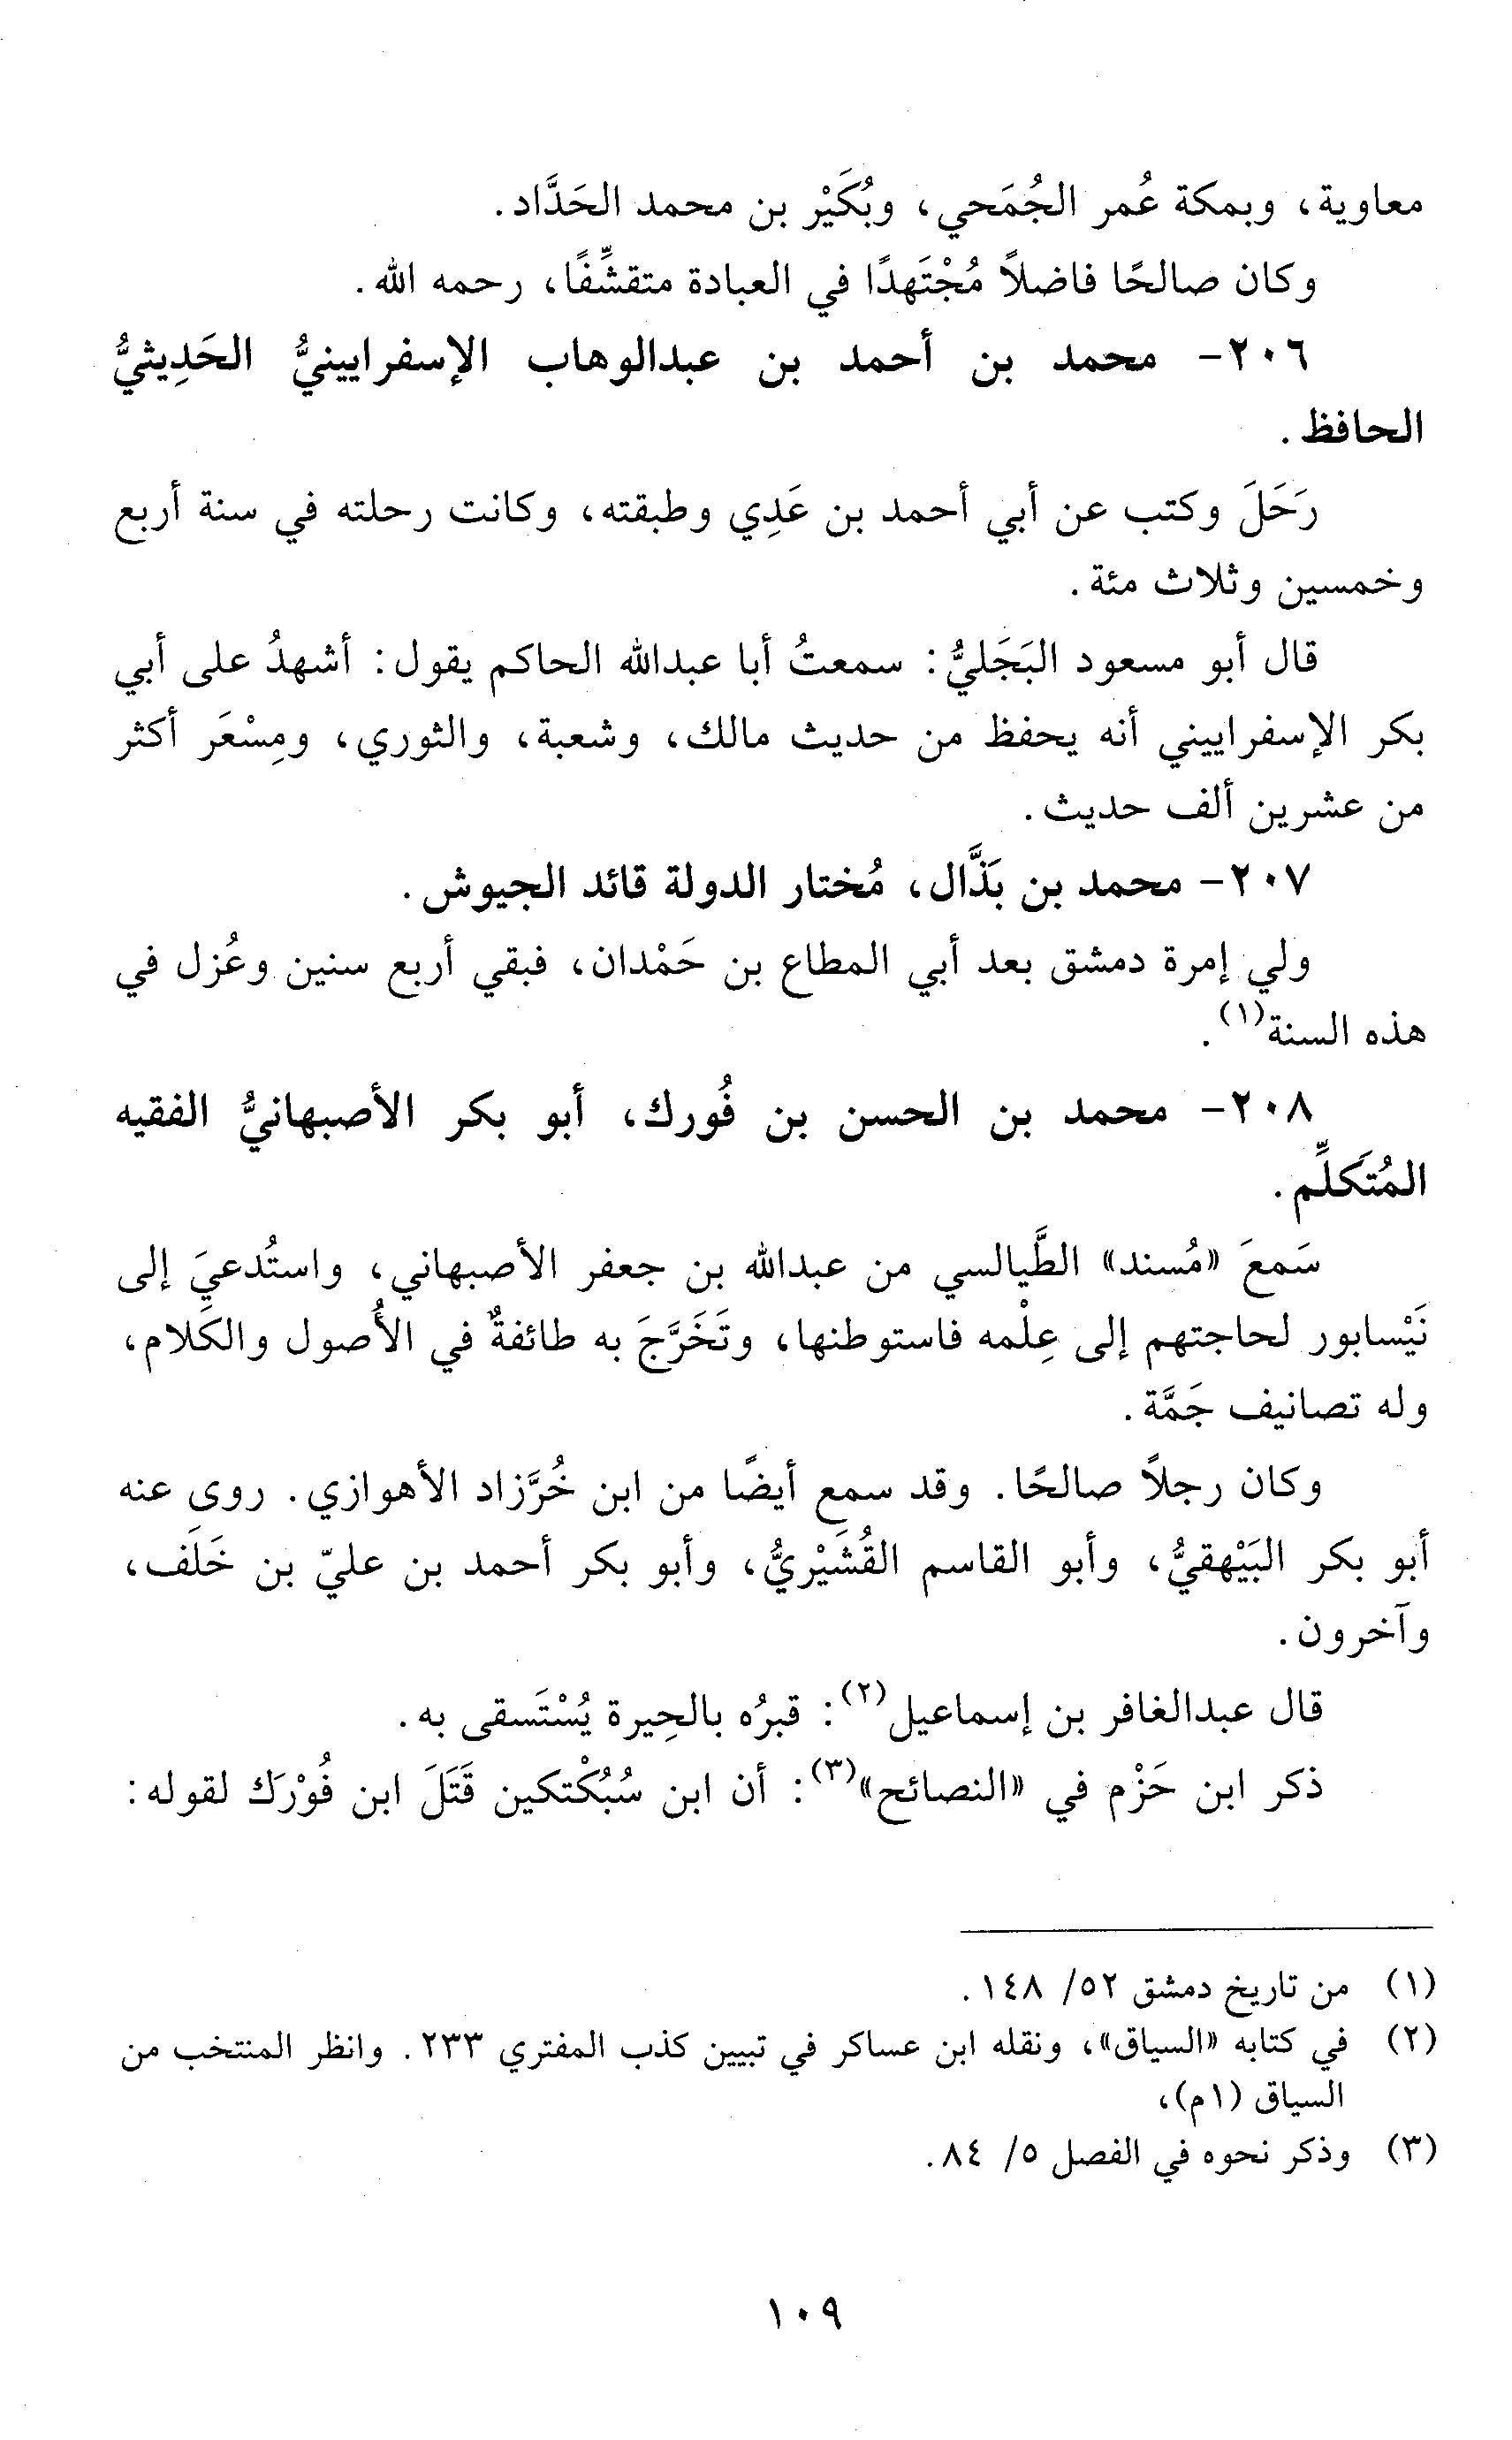 معاوية، وبمكة عُمر الجُمَحي، وبُكَيْر بن محمد الحَدَّاد.
وكان صالحًا فاضلاً مُجْتَهدًا في العبادة متقشِّفًا، رحمه الله.
٢٠٦- محمد بن أحمد بن عبدالوهاب الإسفرايينيُّ الحَدِيثيُّ
الحافظ.
رَحَلَ وكتب عن أبي أحمد بن عَدِي وطبقته، وكانت رحلته في سنة أربع
وخمسين وثلاث مئة.
قال أبو مسعود البَجَليُّ: سمعتُ أبا عبدالله الحاكم يقول: أشهدُ على أبي
بكر الإسفراييني أنه يحفظ من حديث مالك، وشعبة، والثوري، ومِسْعَر أكثر
من عشرين ألف حديث.
٢٠٧- محمد بن بَذَّال، مُختار الدولة قائد الجيوش.
ولي إمرة دمشق بعد أبي المطاع بن حَمْدان، فبقي أربع سنين وعُزل في
هذه السنة(١).
٢٠٨- محمد بن الحسن بن فُورك، أبو بكر الأصبهانيُّ الفقيه
المُتَكلِّم.
سَمعَ «مُسند» الطَّيالسي من عبدالله بن جعفر الأصبهاني، واستُدعيَ إلى
نَيْسابور لحاجتهم إلى عِلْمه فاستوطنها، وتَخَرَّجَ به طائفةٌ في الأُصول والكَلام،
وله تصانيف جَمَّة.
وكان رجلاً صالحًا. وقد سمع أيضًا من ابن خُرَّزاد الأهوازي. روى عنه
أبو بكر البَيْهقيُّ، وأبو القاسم القُشَيْريُّ، وأبو بكر أحمد بن عليّ بن خَلَف،
وآخرون.
قال عبدالغافر بن إسماعيل(٢): قبرُه بالحِيرة يُسْتَسقى به.
ذكر ابن حَزْم في «النصائح»(٣): أن ابن سُبُكْتكين قَتَلَ ابن فُوْرَك لقوله:
(١) من تاريخ دمشق ٥٢/ ١٤٨.
(٢) في كتابه «السياق»، ونقله ابن عساكر في تبيين كذب المفتري ٢٣٣. وانظر المنتخب من
السياق (١م)،
(٣) وذكر نحوه في الفصل ٥/ ٨٤.
١٠٩